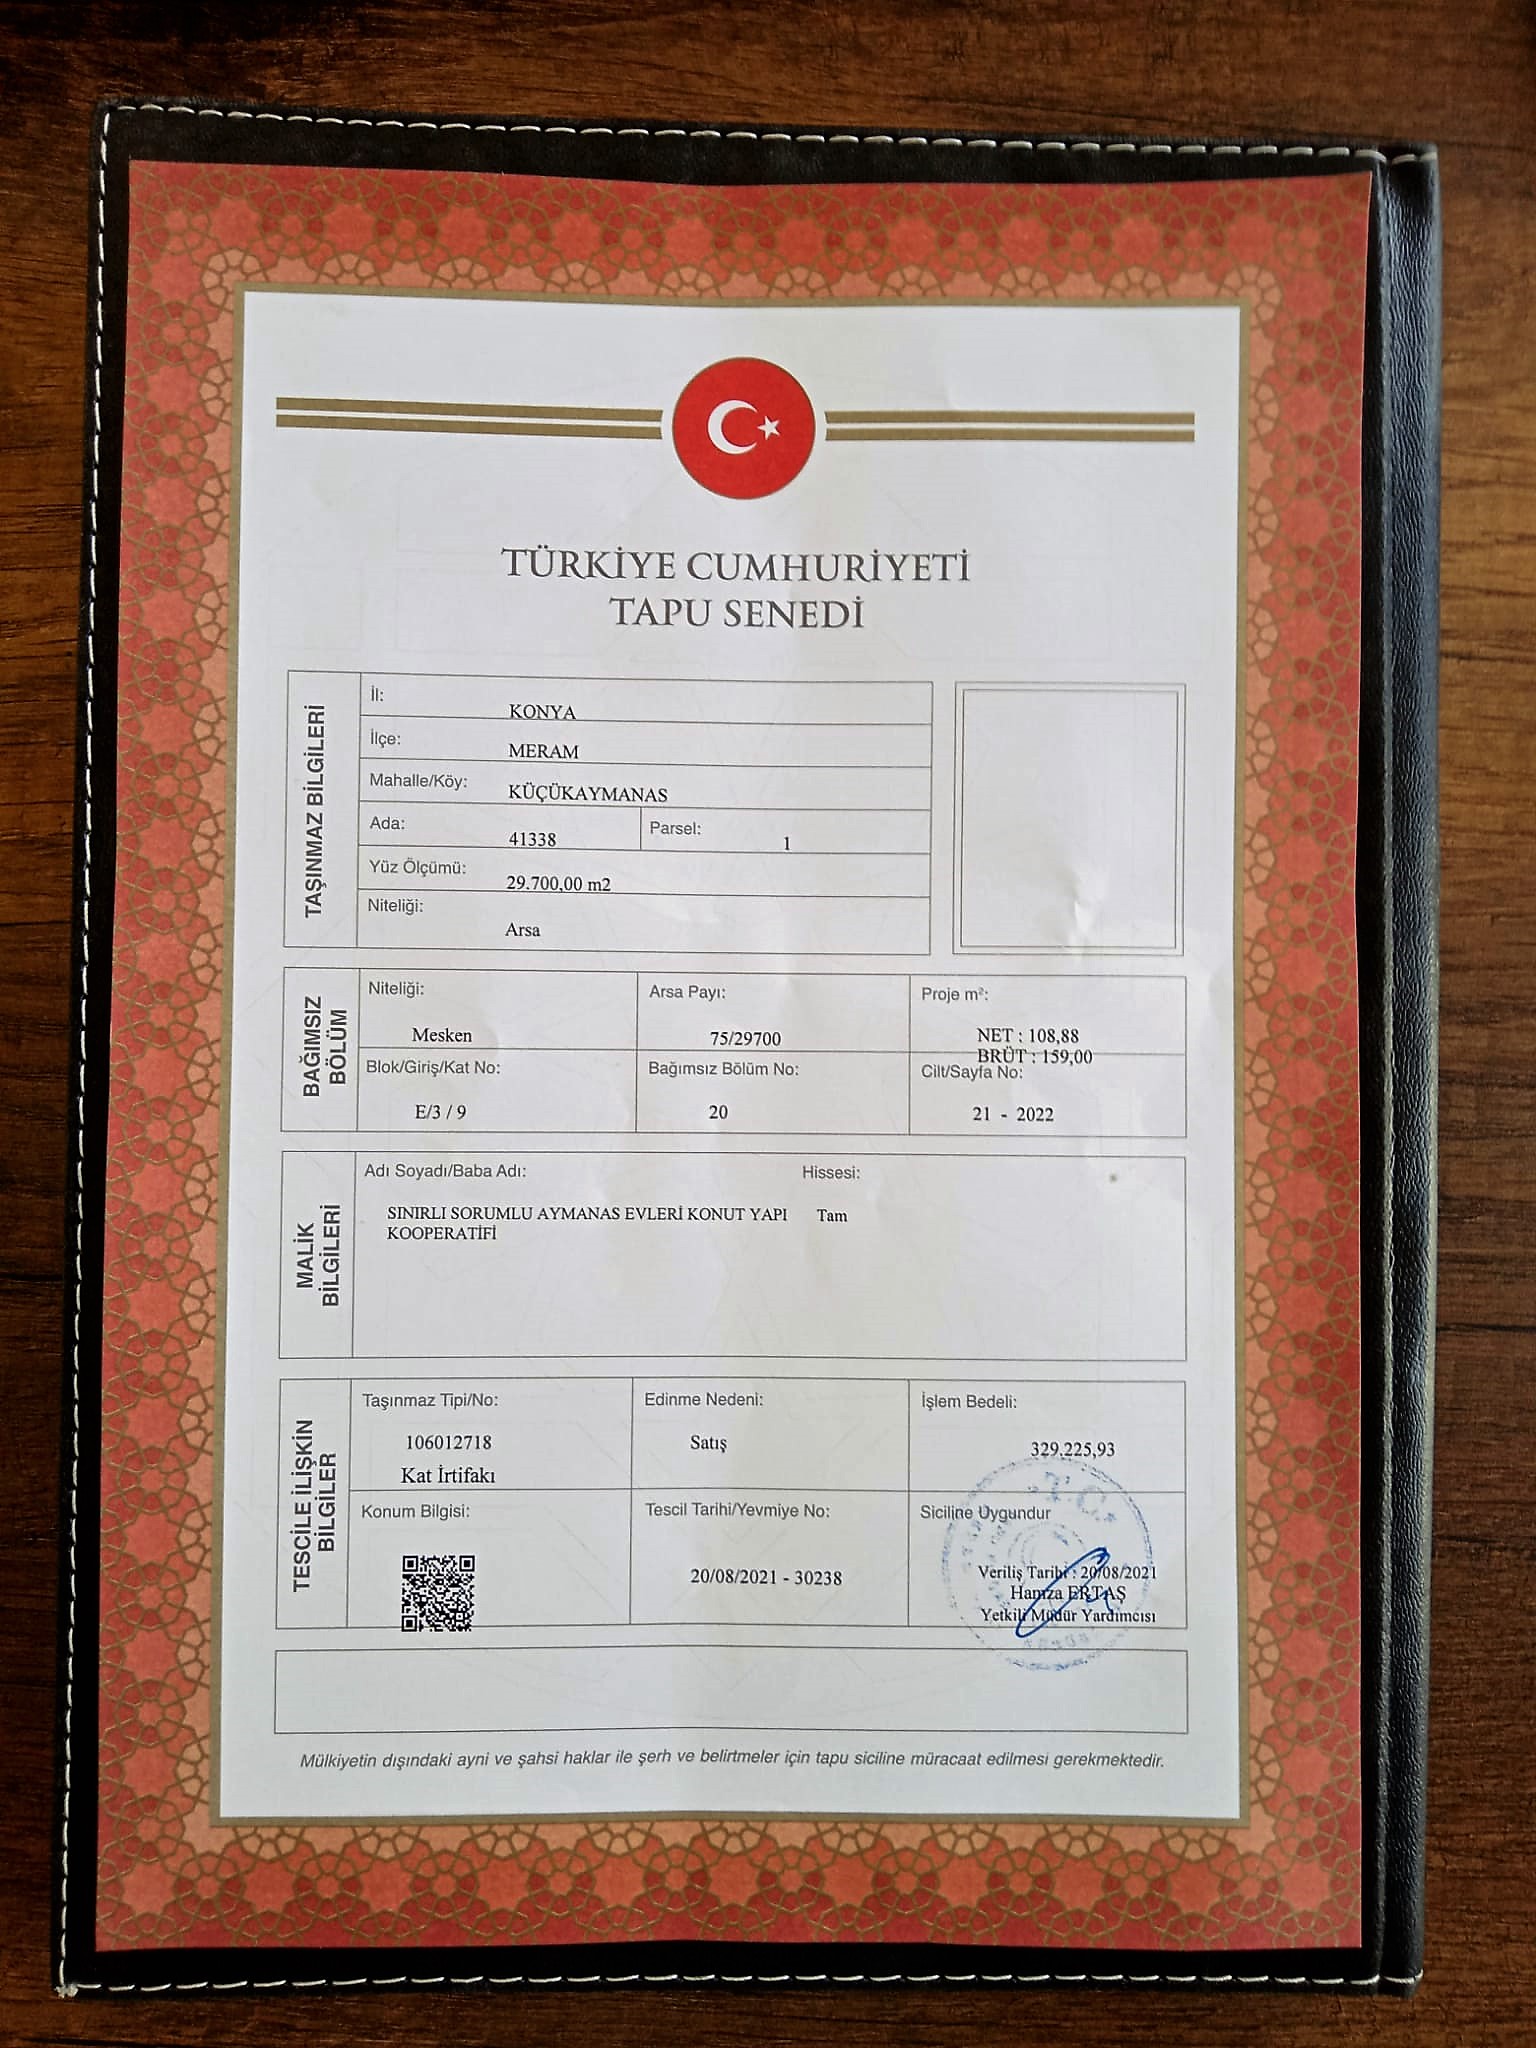 TÜRKİYE CUMHURİYETİ
TAPU SENEDİ
TAŞINMAZ BİLGİLERİ
İl:
KONYA
İlçe:
MERAM
Mahalle/Köy:
KÜÇÜKAYMANAS
Ada:
41338
Parsel:
1
Yüz Ölçümü:
29.700,00 m2
Niteliği:
Arsa
BAĞIMSIZ
BÖLÜM
Niteliği:
Mesken
Arsa Payı:
75/29700
Proje m²:
NET : 108,88
BRÜT : 159,00
Blok/Giriş/Kat No:
E/3 / 9
Bağımsız Bölüm No:
20
Cilt/Sayfa No:
21 - 2022
MALİK
BİLGİLERİ
Adı Soyadı/Baba Adı:
Hissesi:
SINIRLI SORUMLU AYMANAS EVLERİ KONUT YAPI
KOOPERATİFİ
Tam
TESCİLE İLİŞKİN
BİLGİLER
Taşınmaz Tipi/No:
106012718
Kat İrtifakı
Edinme Nedeni:
Satış
İşlem Bedeli:
329.225,93
Konum Bilgisi:
Tescil Tarihi/Yevmiye No:
20/08/2021 - 30238
Siciline Uygundur
T.C.
Veriliş Tarihi : 20/08/2021
Hamza ERTAŞ
Yetkili Müdür Yardımcısı
Mülkiyetin dışındaki ayni ve şahsi haklar ile şerh ve belirtmeler için tapu siciline müracaat edilmesi gerekmektedir.